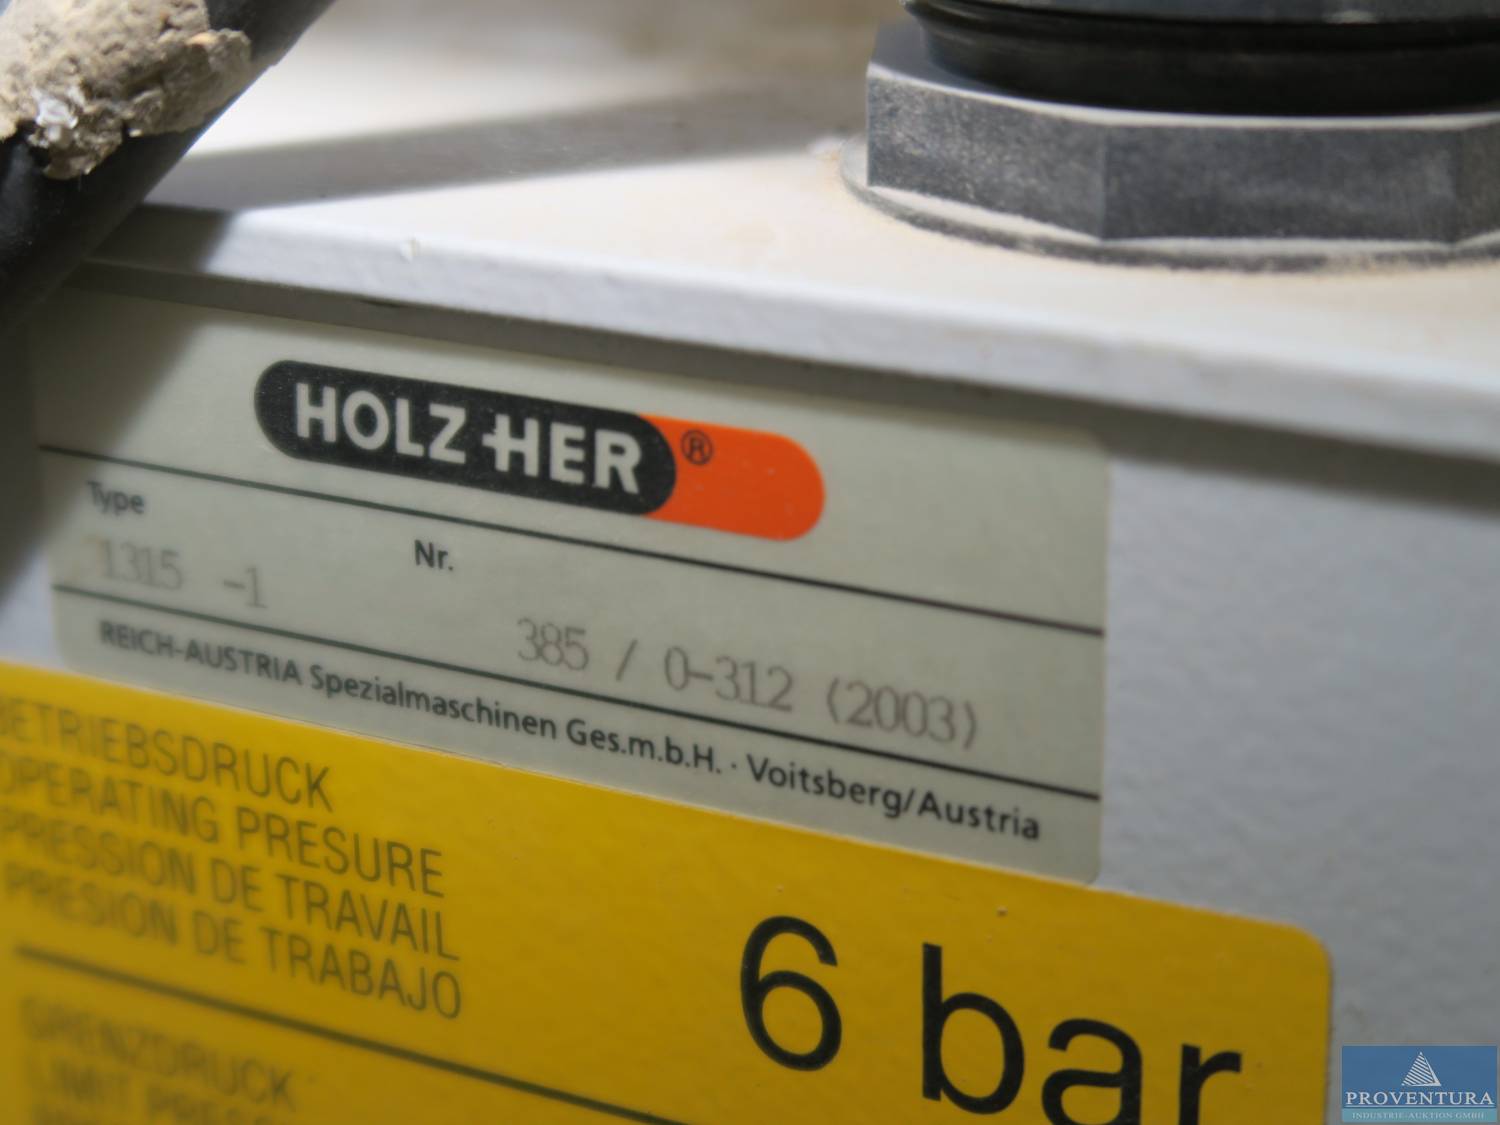 HOLZ-HER ®
Type
Nr.
1315 -1
385 / 0-312 (2003)
REICH-AUSTRIA Spezialmaschinen Ges.m.b.H. · Voitsberg/Austria
BETRIEBSDRUCK
OPERATING PRESURE
PRESSION DE TRAVAIL
PRESION DE TRABAJO
6 bar
GRENZDRUCK
LIMIT
PROVENTURA
INDUSTRIE-AUKTION GMBH